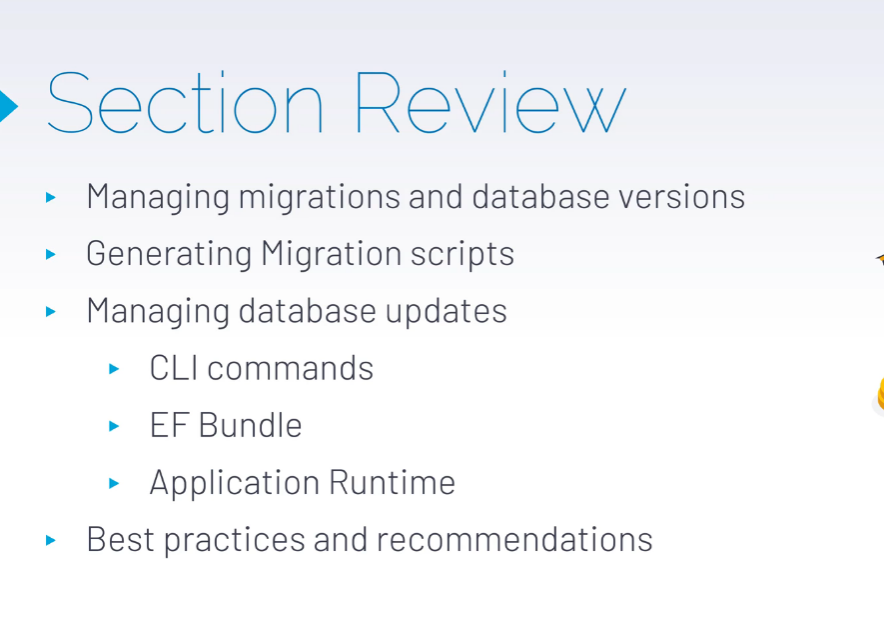 Section Review
Managing migrations and database versions
Generating Migration scripts
Managing database updates
CLI commands
EF Bundle
Application Runtime
Best practices and recommendations